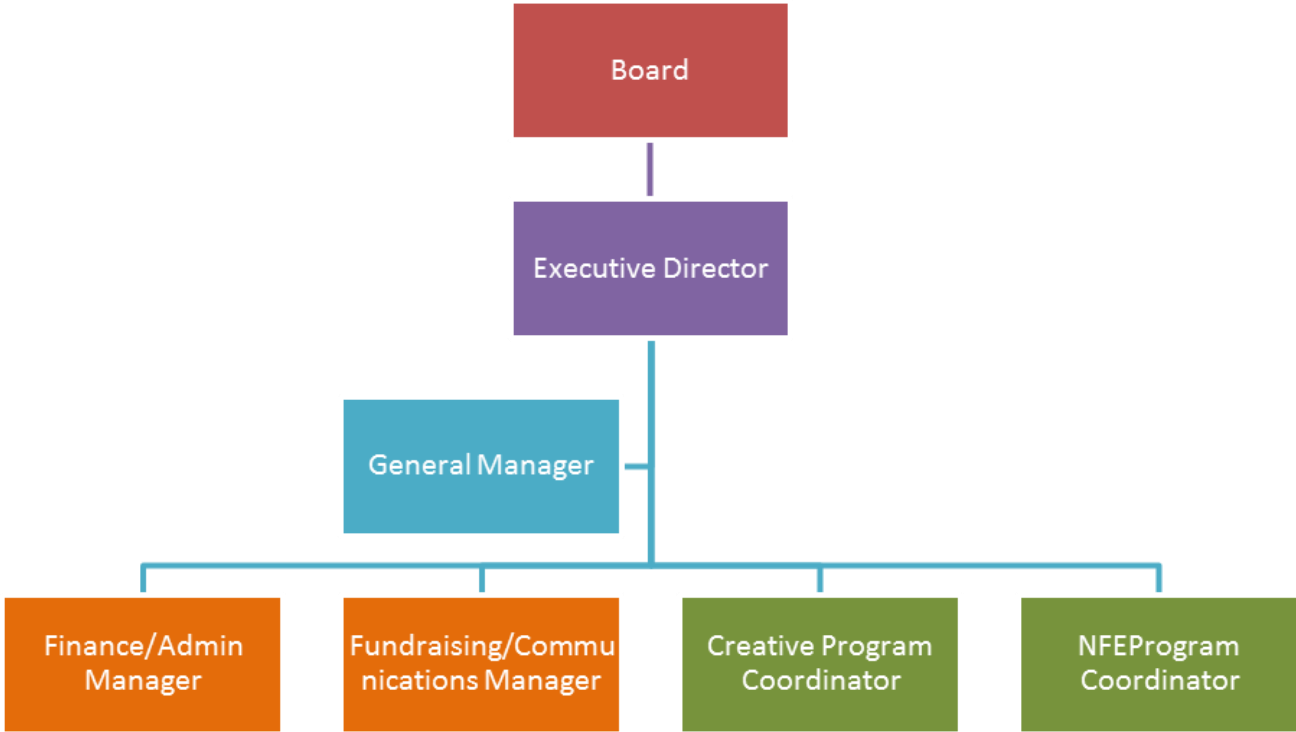 Board
Executive Director
General Manager
Finance/Admin
Manager
Fundraising/Commu
nications Manager
Creative Program
Coordinator
NFEProgram
Coordinator